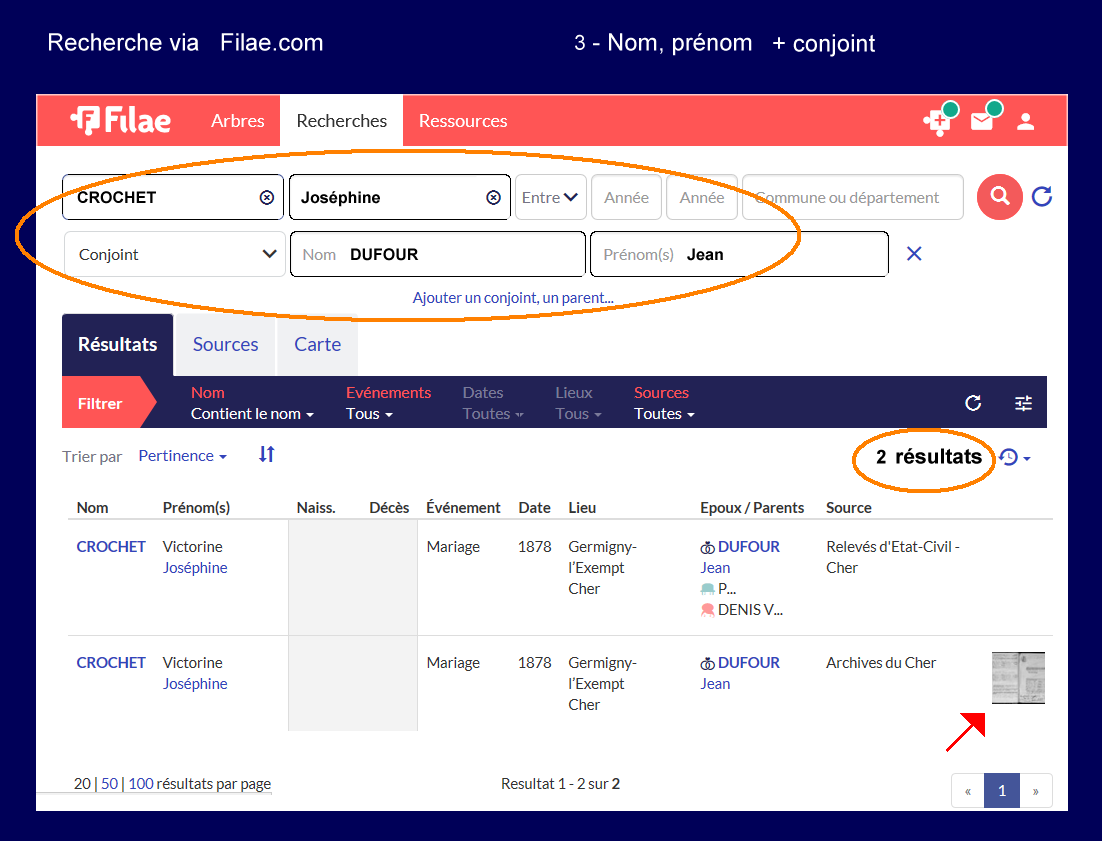 Recherche via Filae.com
3 - Nom, prénom + conjoint
Filae Arbres Recherches Ressources
CROCHET Joséphine Entre Année Année Commune ou département
Conjoint Nom DUFOUR Prénom(s) Jean
Ajouter un conjoint, un parent...
Résultats Sources Carte
Filtrer
Nom Evénements Dates Lieux Sources
Contient le nom Tous Toutes Tous Toutes
Trier par Pertinence
2 résultats
Nom Prénom(s) Naiss. Décès Événement Date Lieu Epoux / Parents Source
CROCHET Victorine Mariage 1878 Germigny- DUFOUR Relevés d'Etat-Civil -
Joséphine l'Exempt Jean Cher
Cher P...
DENIS V...
CROCHET Victorine Mariage 1878 Germigny- DUFOUR Archives du Cher
Joséphine l'Exempt Jean
Cher
20 | 50 | 100 résultats par page Resultat 1 - 2 sur 2 « 1 »